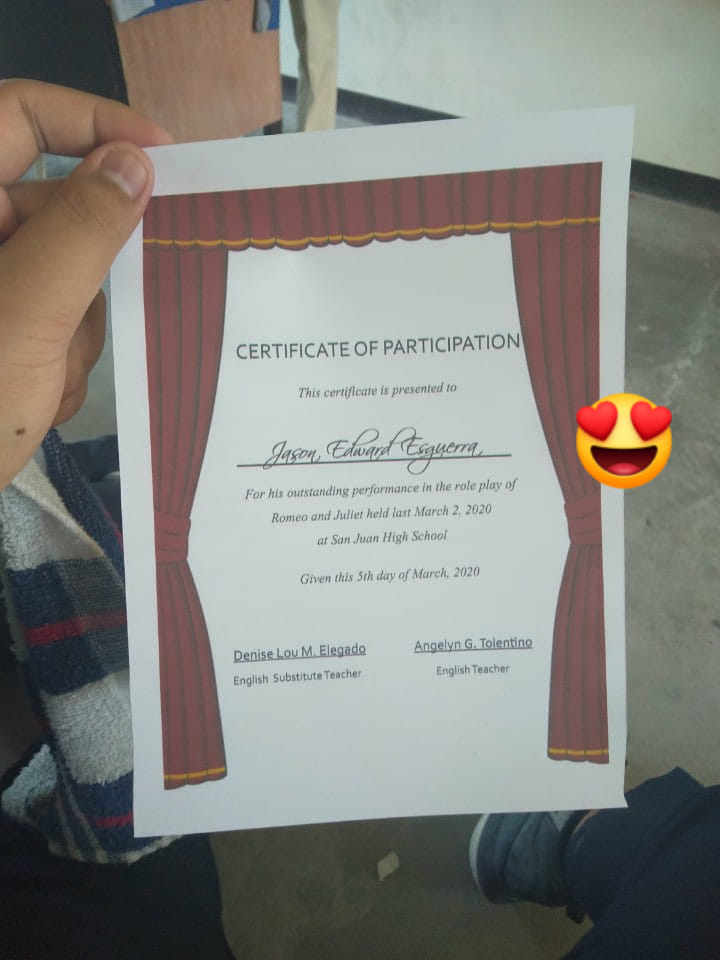 CERTIFICATE OF PARTICIPATION
This certificate is presented to
Jason Edward Esguerra
For his outstanding performance in the role play of
Romeo and Juliet held last March 2, 2020
at San Juan High School
Given this 5th day of March, 2020
Denise Lou M. Elegado
English Substitute Teacher
Angelyn G. Tolentino
English Teacher